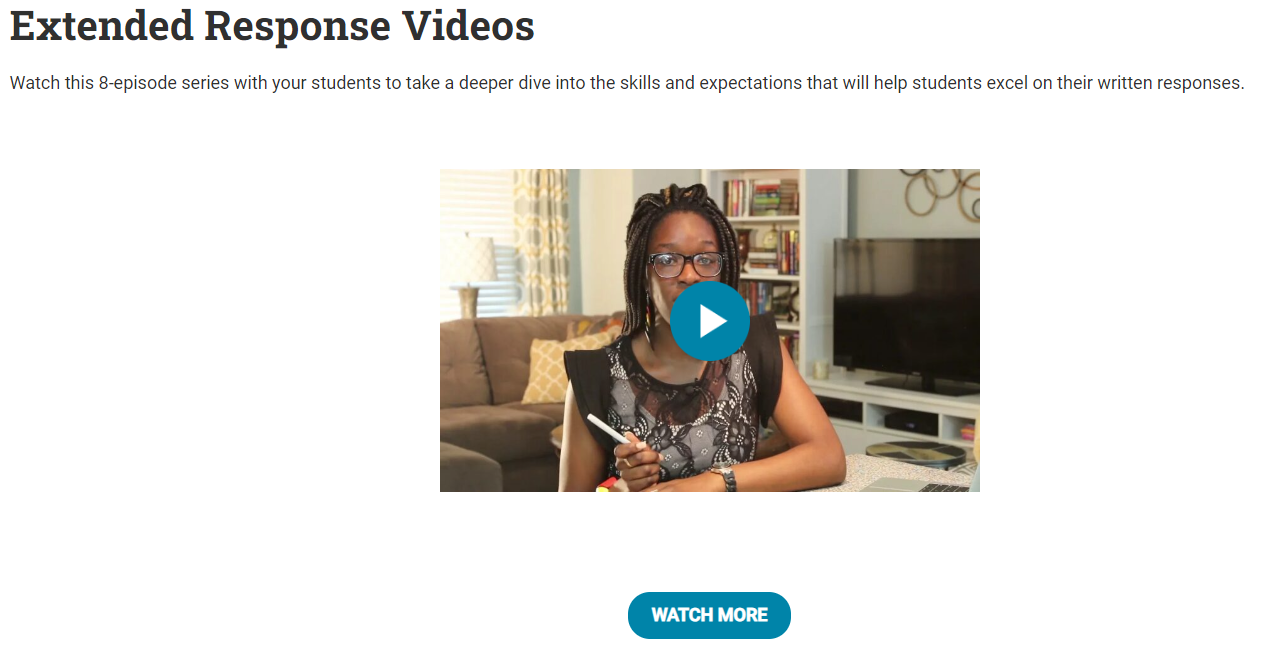 Extended Response Videos
Watch this 8-episode series with your students to take a deeper dive into the skills and expectations that will help students excel on their written responses.
WATCH MORE